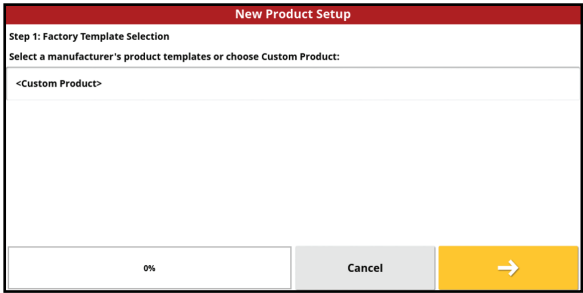 New Product Setup
Step 1: Factory Template Selection
Select a manufacturer's product templates or choose Custom Product:
<Custom Product>
0%
Cancel